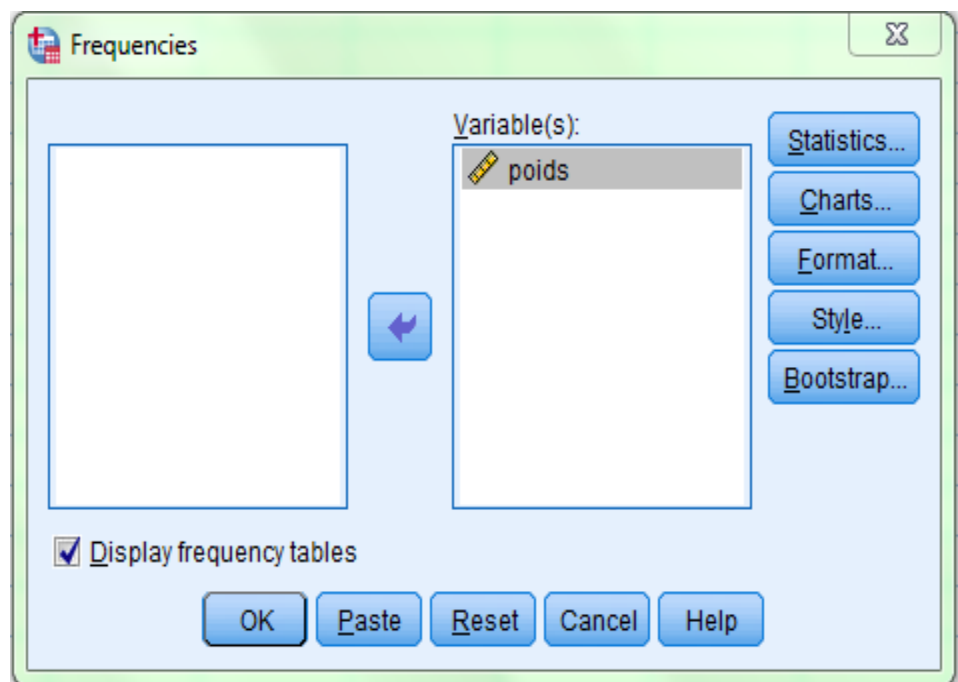 Frequencies
Variable(s):
poids
Statistics...
Charts...
Format...
Style...
Bootstrap...
Display frequency tables
OK Paste Reset Cancel Help